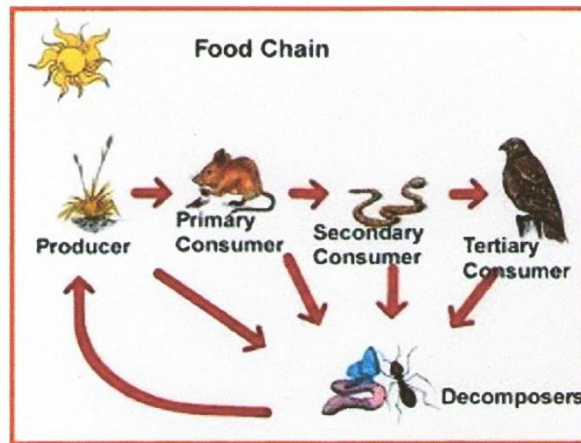 Food Chain
Producer
Primary
Consumer
Secondary
Consumer
Tertiary
Consumer
Decomposers